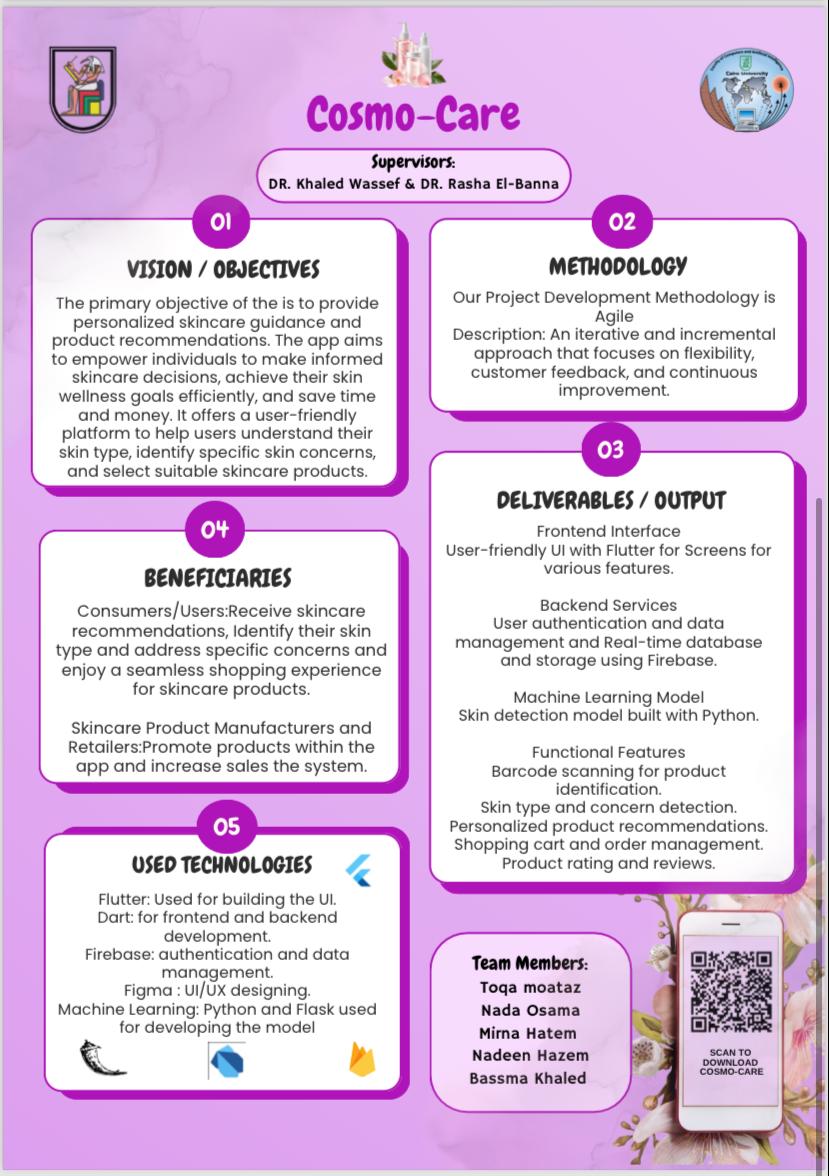 Cosmo-Care
Supervisors:
DR. Khaled Wassef & DR. Rasha El-Banna
01
VISION / OBJECTIVES
The primary objective of the is to provide
personalized skincare guidance and
product recommendations. The app aims
to empower individuals to make informed
skincare decisions, achieve their skin
wellness goals efficiently, and save time
and money. It offers a user-friendly
platform to help users understand their
skin type, identify specific skin concerns,
and select suitable skincare products.
02
METHODOLOGY
Our Project Development Methodology is
Agile
Description: An iterative and incremental
approach that focuses on flexibility,
customer feedback, and continuous
improvement.
03
DELIVERABLES / OUTPUT
Frontend Interface
User-friendly UI with Flutter for Screens for
various features.
Backend Services
User authentication and data
management and Real-time database
and storage using Firebase.
Machine Learning Model
Skin detection model built with Python.
Functional Features
Barcode scanning for product
identification.
Skin type and concern detection.
Personalized product recommendations.
Shopping cart and order management.
Product rating and reviews.
04
BENEFICIARIES
Consumers/Users:Receive skincare
recommendations, Identify their skin
type and address specific concerns and
enjoy a seamless shopping experience
for skincare products.
Skincare Product Manufacturers and
Retailers:Promote products within the
app and increase sales the system.
05
USED TECHNOLOGIES
Flutter: Used for building the UI.
Dart: for frontend and backend
development.
Firebase: authentication and data
management.
Figma : UI/UX designing.
Machine Learning: Python and Flask used
for developing the model
Team Members:
Toqa moataz
Nada Osama
Mirna Hatem
Nadeen Hazem
Bassma Khaled
SCAN TO
DOWNLOAD
COSMO-CARE
Cairo University